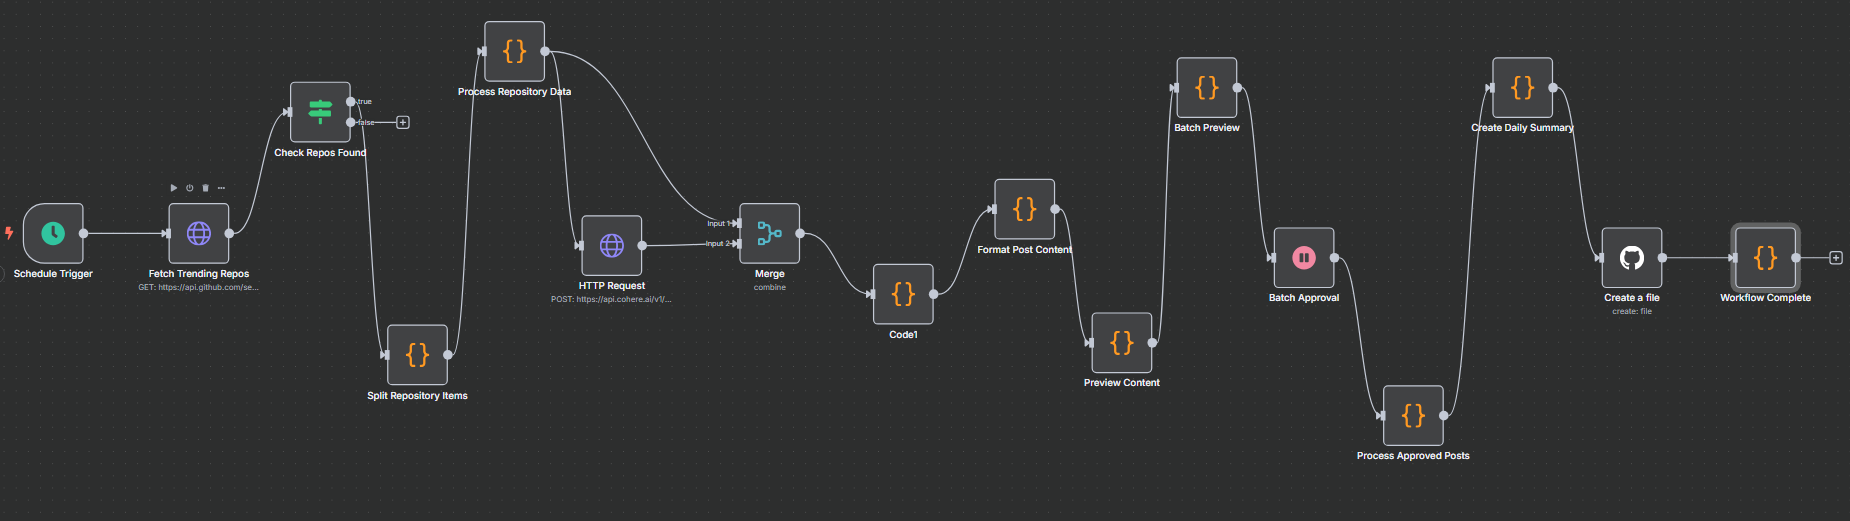 Schedule Trigger
Fetch Trending Repos
GET: https://api.github.com/se...
true
false
Check Repos Found
Split Repository Items
Process Repository Data
HTTP Request
POST: https://api.cohere.ai/v1/...
Input 1
Input 2
Merge
combine
Code1
Format Post Content
Preview Content
Batch Preview
Batch Approval
Process Approved Posts
Create Daily Summary
Create a file
create: file
Workflow Complete